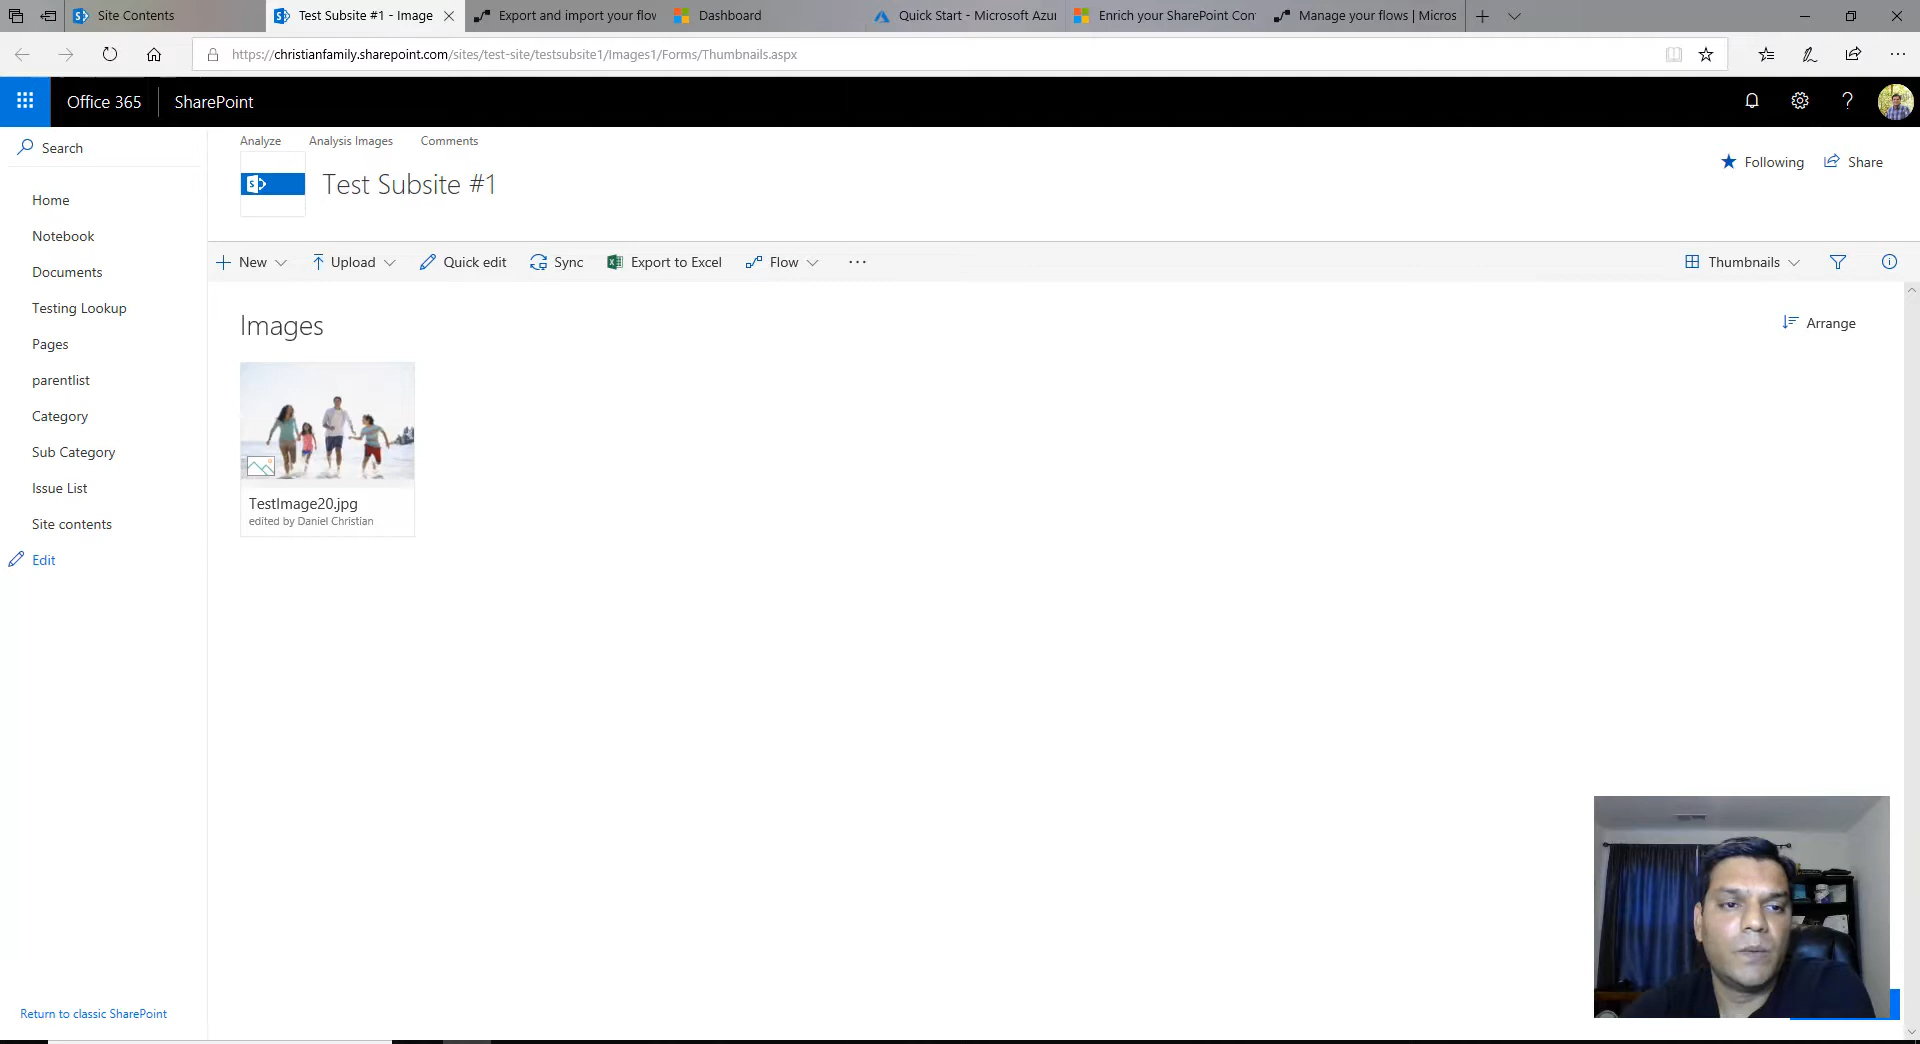 Site Contents
Test Subsite #1 - Image
Export and import your flow
Dashboard
Quick Start - Microsoft Azu
Enrich your SharePoint Con
Manage your flows | Micros
https://christianfamily.sharepoint.com/sites/test-site/testsubsite1/Images1/Forms/Thumbnails.aspx
Office 365
SharePoint
Search
Analyze
Analysis Images
Comments
Test Subsite #1
Following
Share
Home
Notebook
Documents
Testing Lookup
Pages
parentlist
Category
Sub Category
Issue List
Site contents
Edit
New
Upload
Quick edit
Sync
Export to Excel
Flow
Thumbnails
Images
Arrange
TestImage20.jpg
edited by Daniel Christian
Return to classic SharePoint